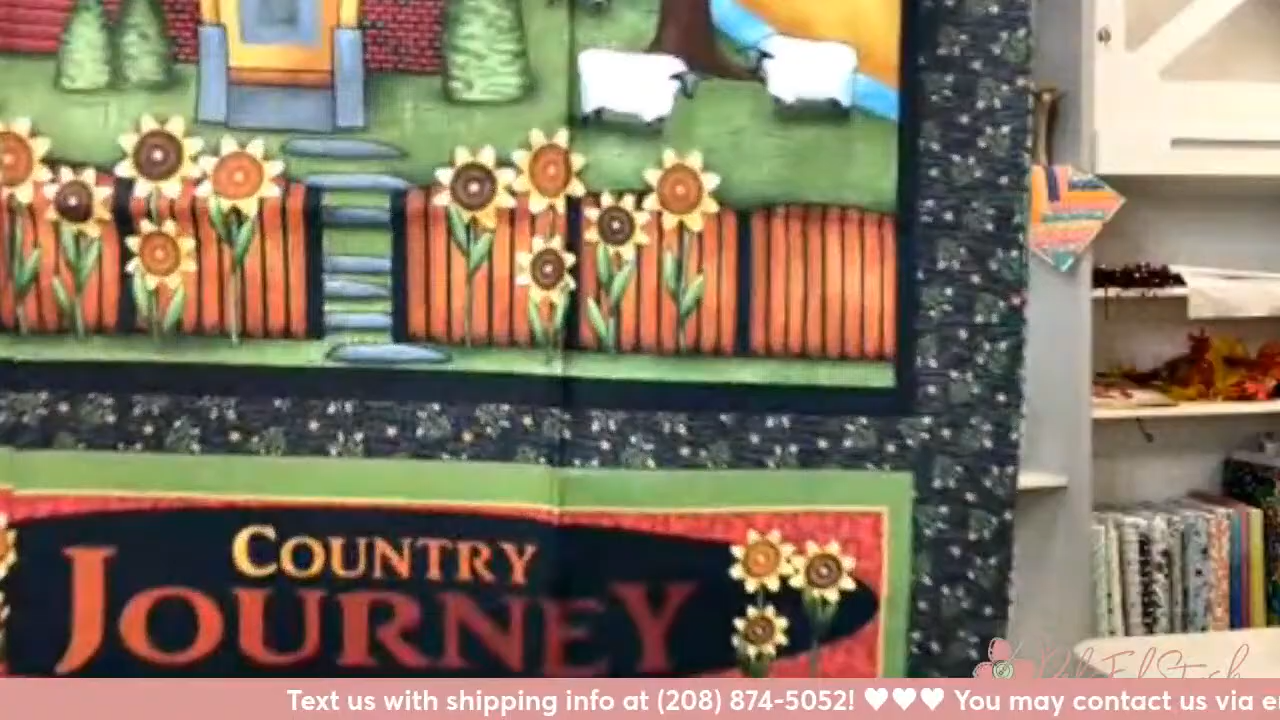 COUNTRY
JOURNEY
Text us with shipping info at (208) 874-5052! ♥♥♥ You may contact us via e